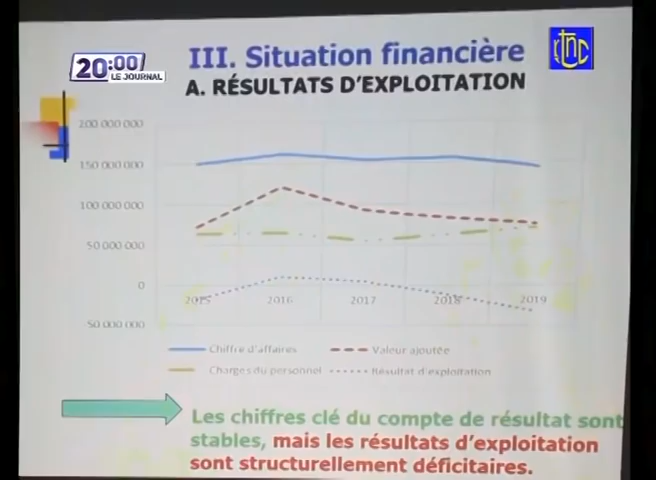 20:00
LE JOURNAL
III. Situation financière
RTNC
A. RÉSULTATS D'EXPLOITATION
200 000 000
150 000 000
100 000 000
50 000 000
0
2015 2016 2017 2018 2019
50 000 000
Chiffre d'affaires Valeur ajoutée
Charges du personnel Résultat d'exploitation
Les chiffres clé du compte de résultat sont
stables, mais les résultats d'exploitation
sont structurellement déficitaires.